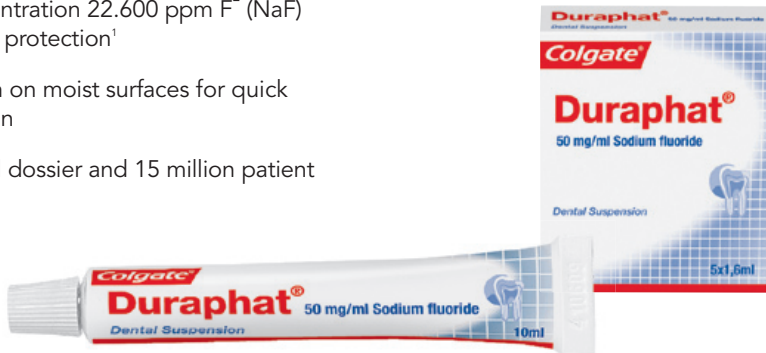 ntration 22.600 ppm F⁻ (NaF)
protection¹
n on moist surfaces for quick
n
dossier and 15 million patient
Duraphat® 50 mg/ml Sodium fluoride
Dental Suspension
Colgate®
Duraphat®
50 mg/ml Sodium fluoride
Dental Suspension
5x1,6ml
Colgate®
Duraphat® 50 mg/ml Sodium fluoride
Dental Suspension
10ml